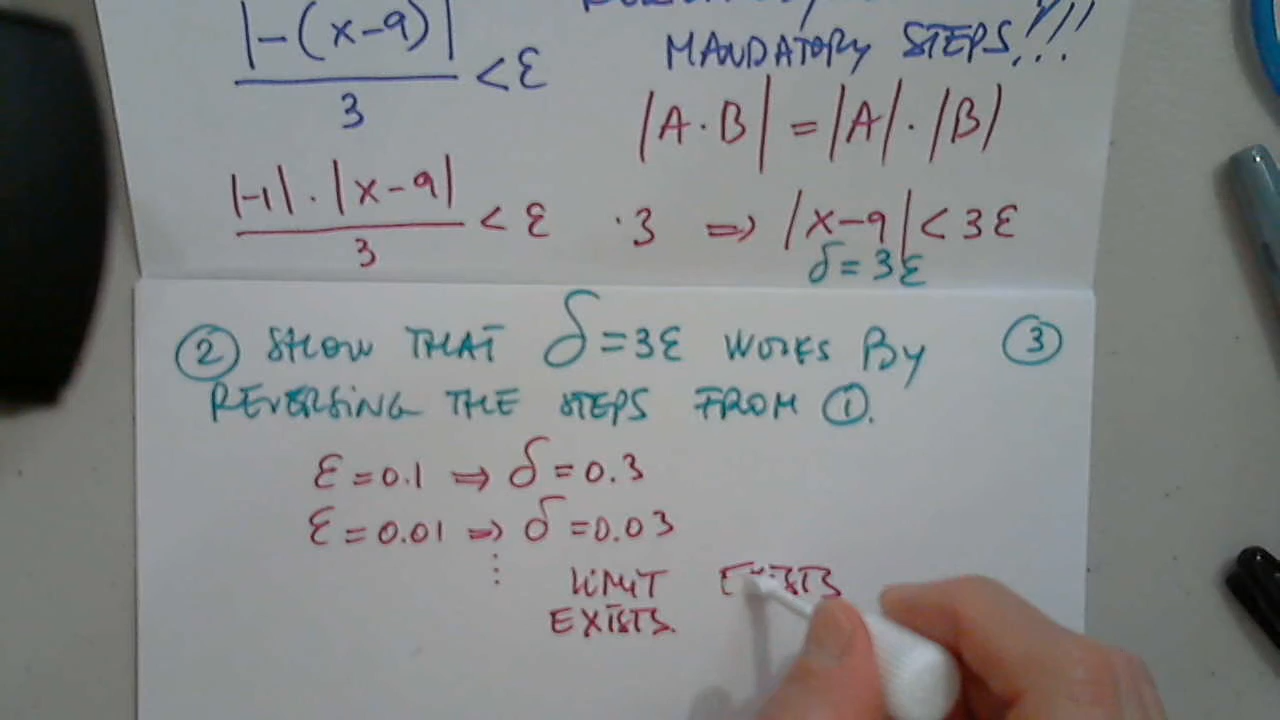 |-(x-9)| / 3 < ε
MANDATORY STEPS!!!
|A·B| = |A|·|B|
|-1|·|x-9| / 3 < ε ·3 ⇒ |x-9| < 3ε
δ = 3ε
② SHOW THAT δ = 3ε WORKS BY ③
REVERSING THE STEPS FROM ①.
ε = 0.1 ⇒ δ = 0.3
ε = 0.01 ⇒ δ = 0.03
⋮ LIMIT EXISTS
EXISTS.